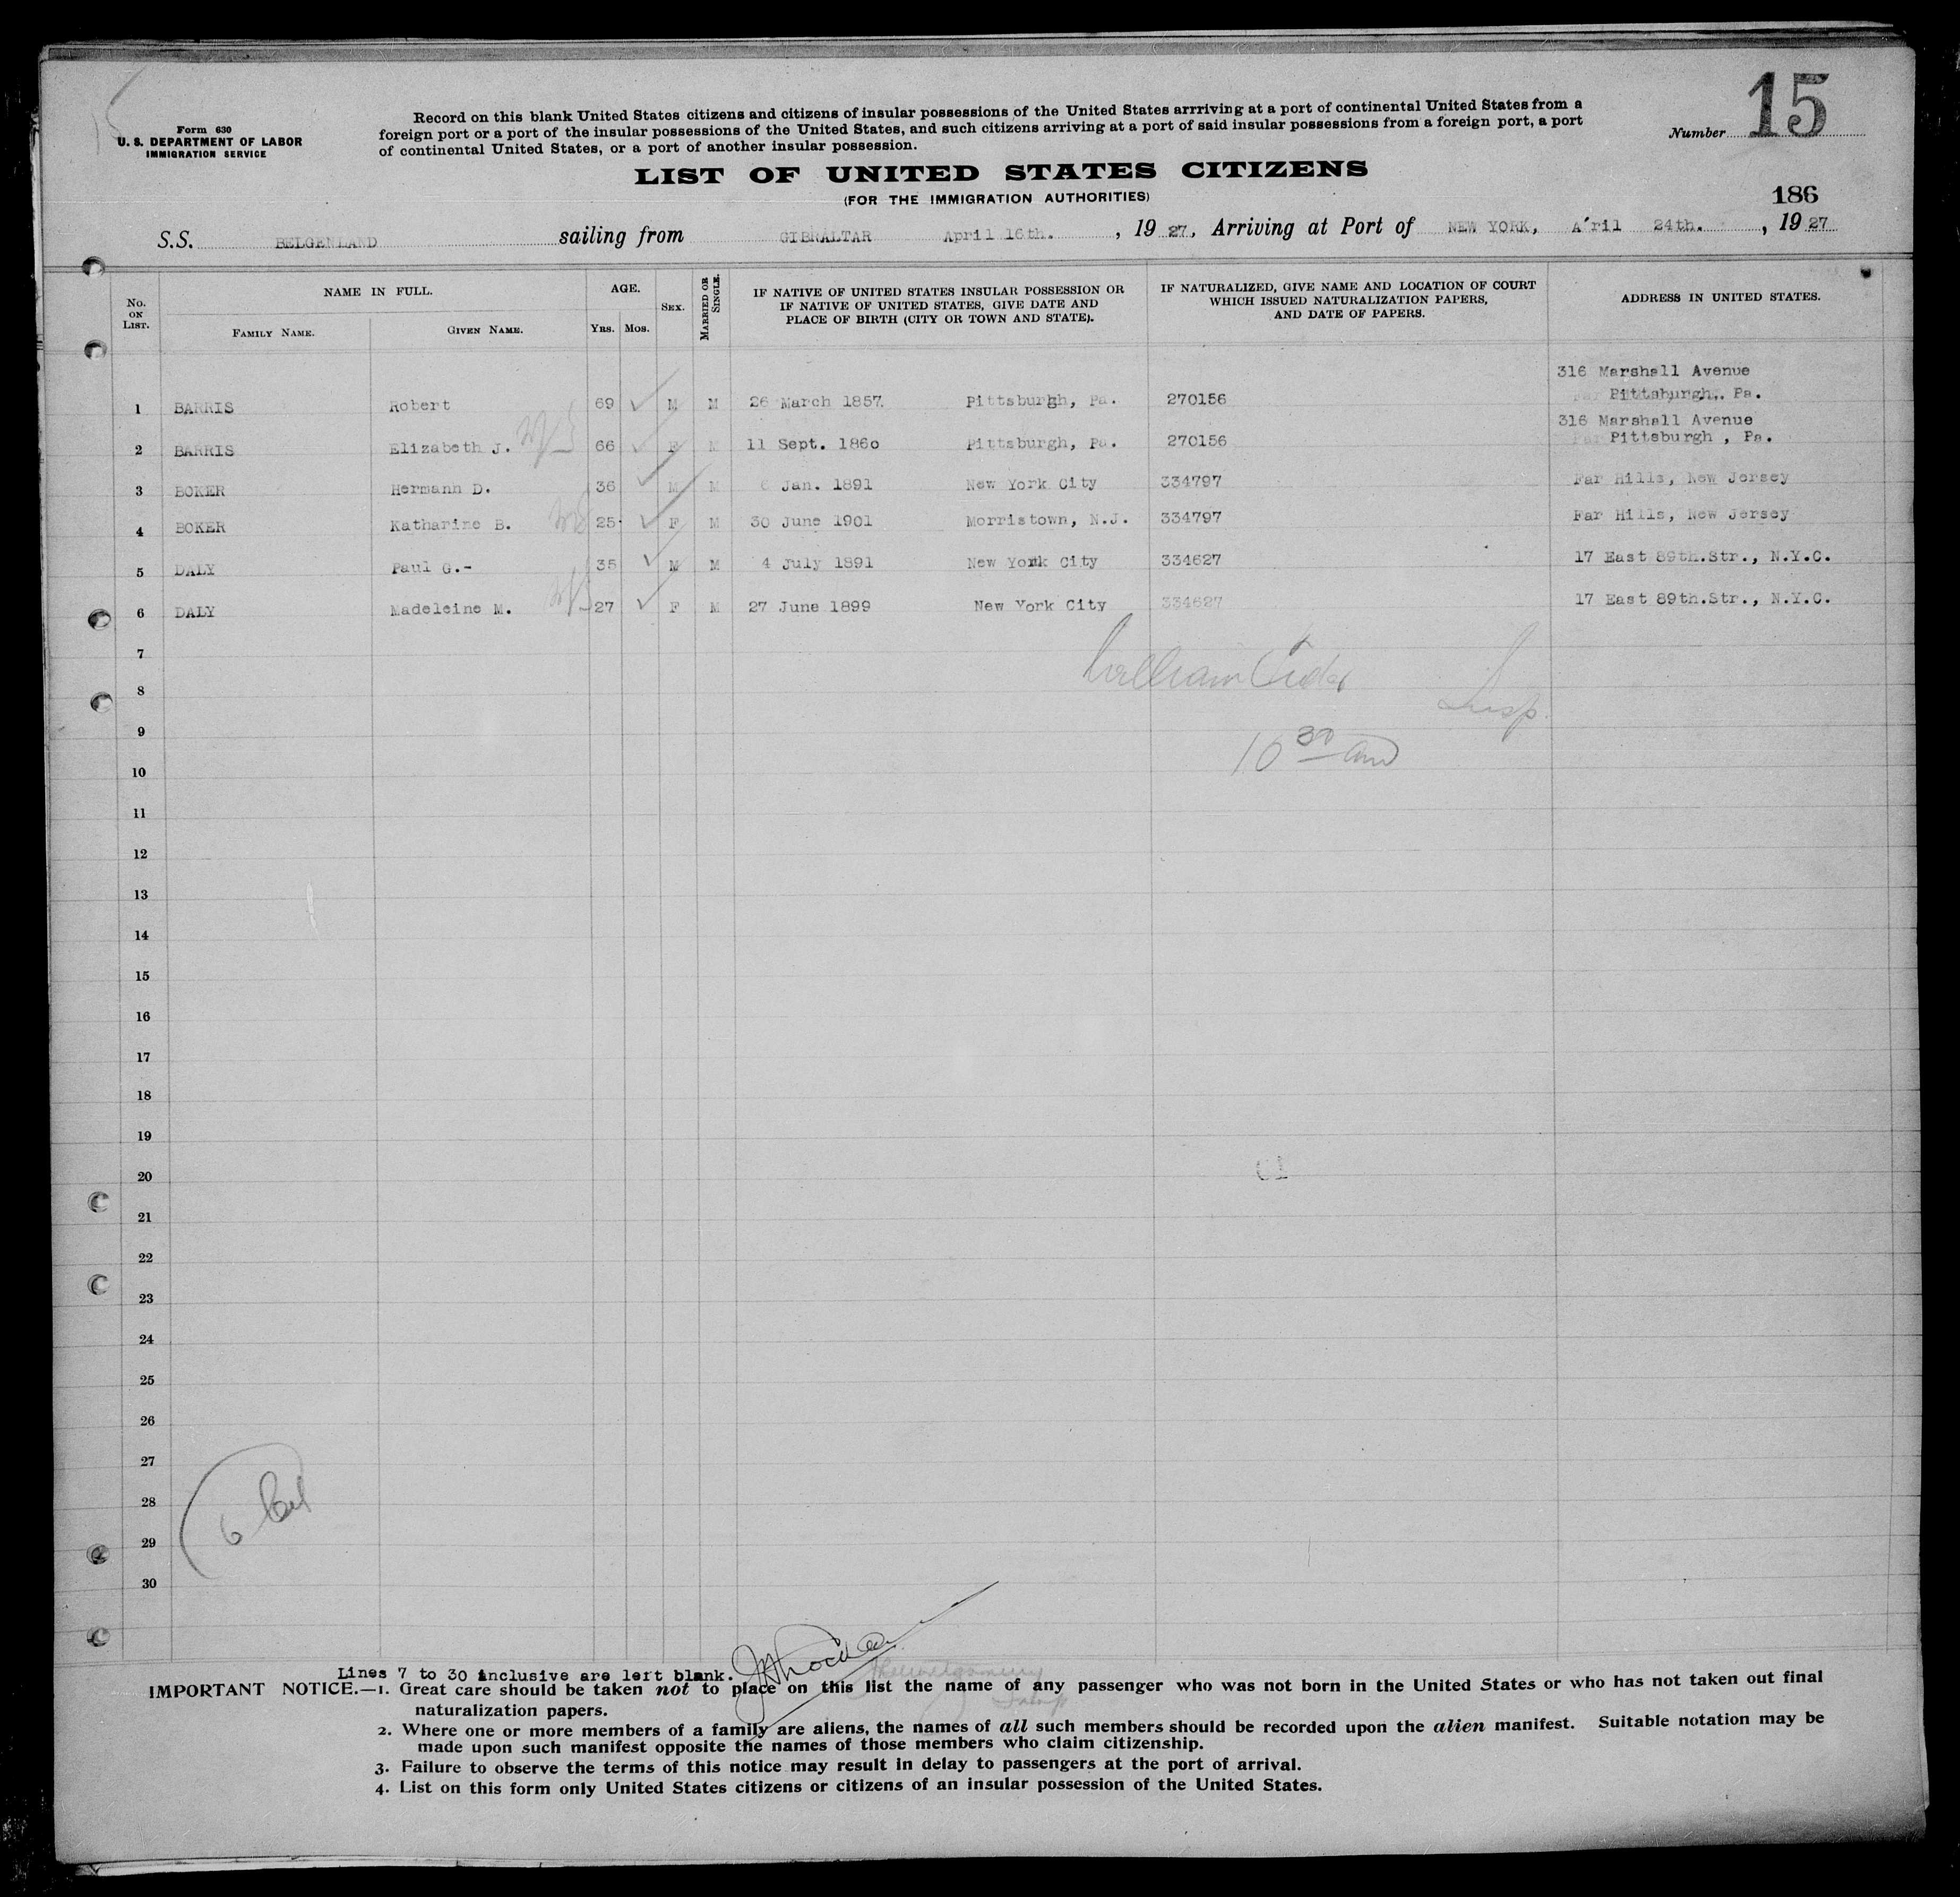 15
Form 630
U. S. DEPARTMENT OF LABOR
IMMIGRATION SERVICE
Record on this blank United States citizens and citizens of insular possessions of the United States arrriving at a port of continental United States from a
foreign port or a port of the insular possessions of the United States, and such citizens arriving at a port of said insular possessions from a foreign port, a port
of continental United States, or a port of another insular possession.
Number
LIST OF UNITED STATES CITIZENS
(FOR THE IMMIGRATION AUTHORITIES)
186
S.S. BELGENLAND sailing from GIBRALTAR April 16th. , 19 27, Arriving at Port of NEW YORK, A'ril 24th. , 19 27
No. ON LIST. NAME IN FULL. FAMILY NAME. GIVEN NAME. AGE. YRS. MOS. SEX. MARRIED OR SINGLE. IF NATIVE OF UNITED STATES INSULAR POSSESSION OR IF NATIVE OF UNITED STATES, GIVE DATE AND PLACE OF BIRTH (CITY OR TOWN AND STATE). IF NATURALIZED, GIVE NAME AND LOCATION OF COURT WHICH ISSUED NATURALIZATION PAPERS, AND DATE OF PAPERS. ADDRESS IN UNITED STATES.
316 Marshall Avenue
1 BARRIS Robert 69 M M 26 March 1857 Pittsburgh, Pa. 270156 Pittsburgh, Pa.
316 Marshall Avenue
2 BARRIS Elizabeth J. 66 F M 11 Sept. 1860 Pittsburgh, Pa. 270156 Pittsburgh , Pa.
3 BOKER Hermann D. 36 M M 6 Jan. 1891 New York City 334797 Far Hills, New Jersey
4 BOKER Katharine B. 25 F M 30 June 1901 Morristown, N.J. 334797 Far Hills, New Jersey
5 DALY Paul G.- 35 M M 4 July 1891 New York City 334627 17 East 89th.Str., N.Y.C.
6 DALY Madeleine M. 27 F M 27 June 1899 New York City 334627 17 East 89th.Str., N.Y.C.
7
William
8
Insp.
9
10 30 am
10
11
12
13
14
15
16
17
18
19
20
21
22
23
24
25
26
27
28
6
29
30
Lines 7 to 30 inclusive are left blank.
IMPORTANT NOTICE.—1. Great care should be taken not to place on this list the name of any passenger who was not born in the United States or who has not taken out final
naturalization papers.
2. Where one or more members of a family are aliens, the names of all such members should be recorded upon the alien manifest. Suitable notation may be
made upon such manifest opposite the names of those members who claim citizenship.
3. Failure to observe the terms of this notice may result in delay to passengers at the port of arrival.
4. List on this form only United States citizens or citizens of an insular possession of the United States.